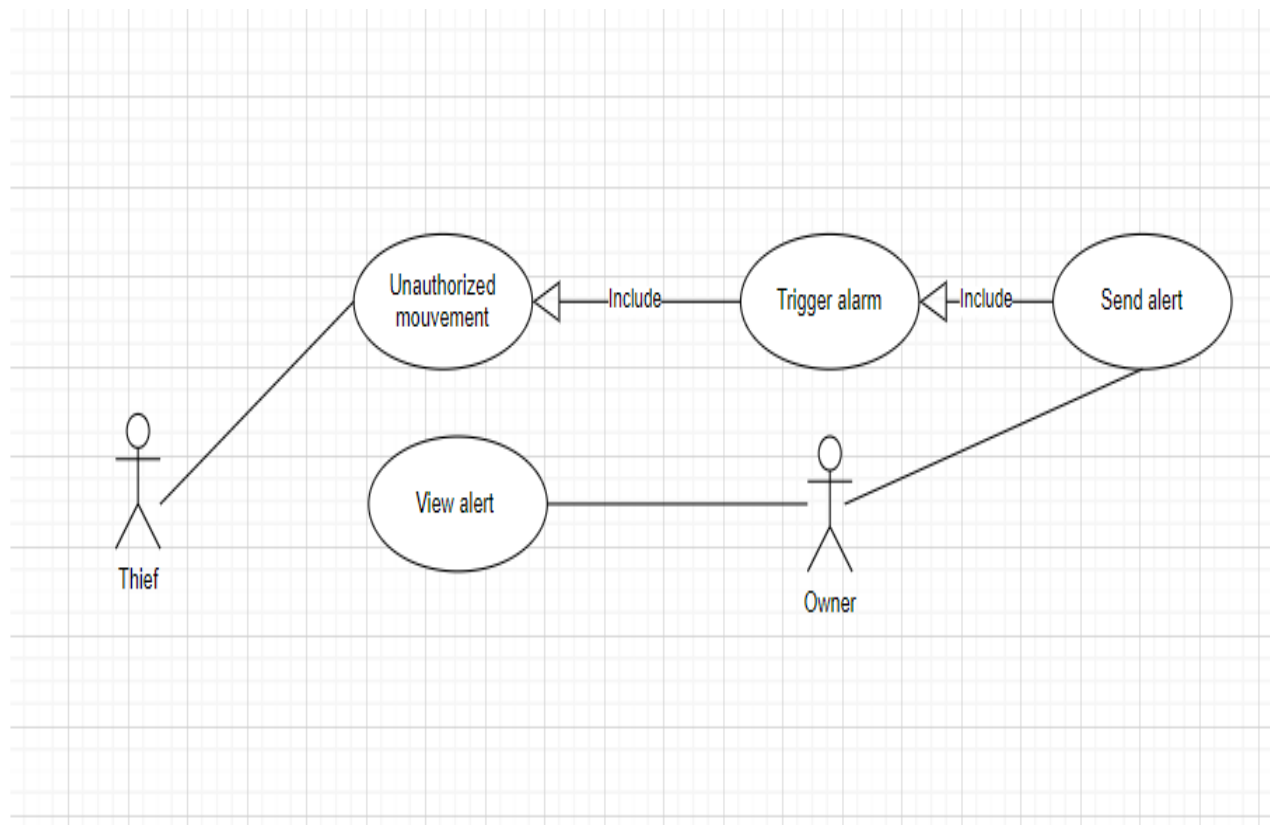 Unauthorized
mouvement
Include
Trigger alarm
Include
Send alert
View alert
Thief
Owner